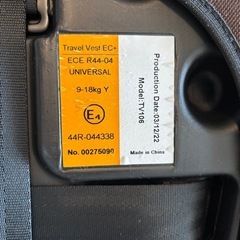 Travel Vest EC+
ECE R44-04
UNIVERSAL
9-18kg Y
E4
44R-044338
No. 00275090
Production Date:03/12/22
Model:TV106
Made in China